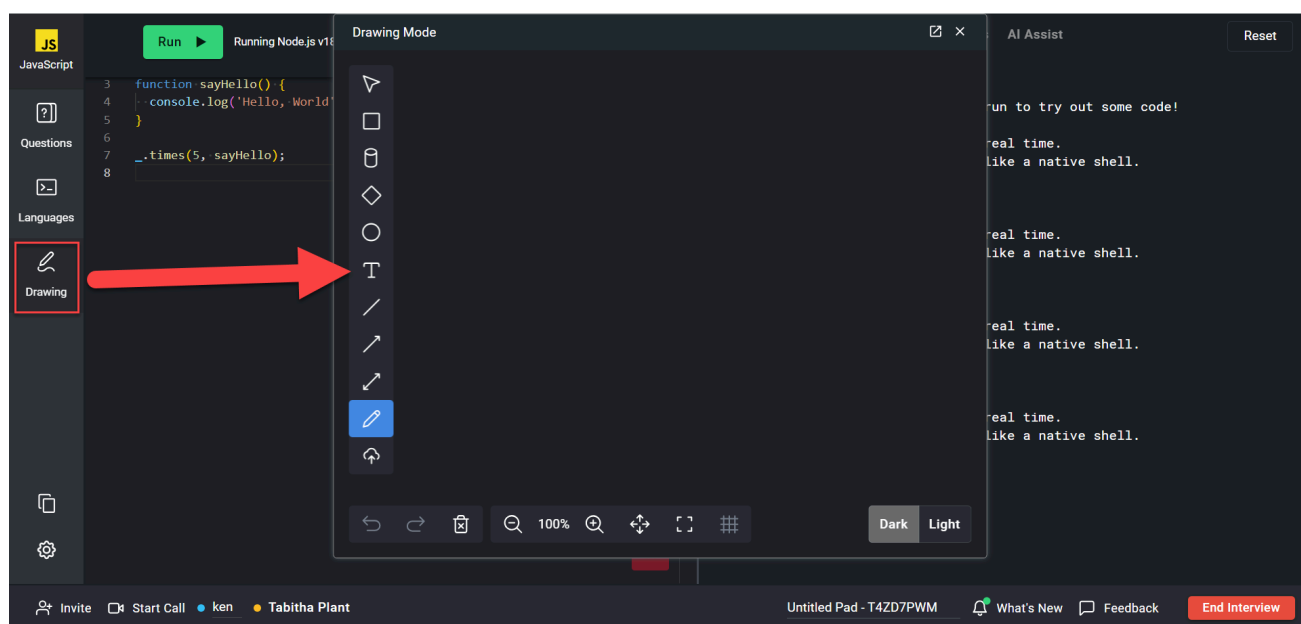 JS
JavaScript
Questions
Languages
Drawing
Run
Running Node.js v18
3 function sayHello() {
4 console.log('Hello, World'
5 }
6
7 _.times(5, sayHello);
8
Drawing Mode
T
100%
Dark Light
AI Assist
Reset
run to try out some code!
real time.
like a native shell.
real time.
like a native shell.
real time.
like a native shell.
real time.
like a native shell.
Invite Start Call ken Tabitha Plant
Untitled Pad - T4ZD7PWM What's New Feedback End Interview